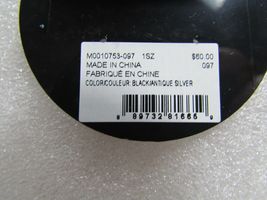 M0010753-097 1SZ $60.00
MADE IN CHINA 097
FABRIQUÉ EN CHINE
COLOR/COULEUR: BLACK/ANTIQUE SILVER
8 89732 81665 9